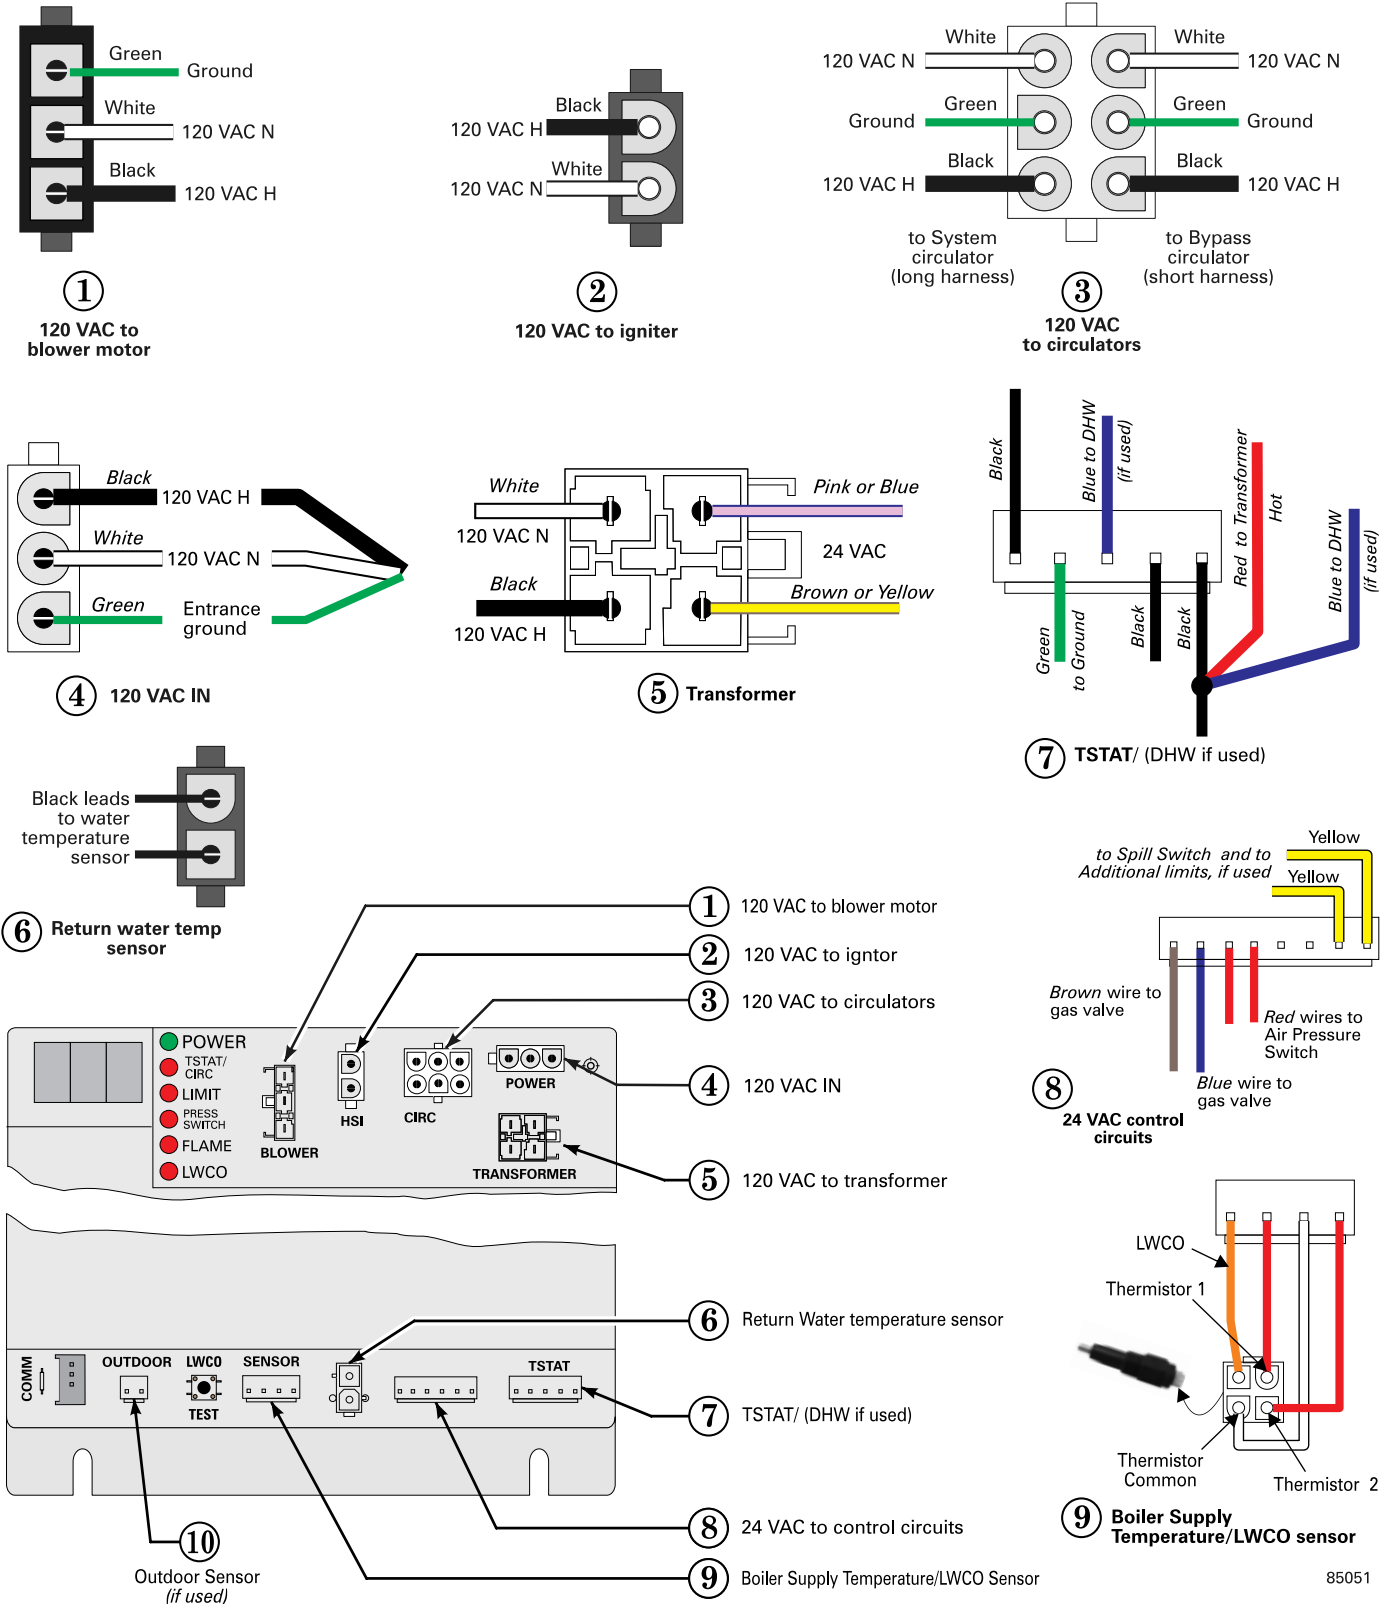 Green
Ground
White
120 VAC N
Black
120 VAC H
1
120 VAC to
blower motor
Black
120 VAC H
White
120 VAC N
2
120 VAC to igniter
White
120 VAC N
Green
Ground
Black
120 VAC H
White
120 VAC N
Green
Ground
Black
120 VAC H
to System
circulator
(long harness)
to Bypass
circulator
(short harness)
3
120 VAC
to circulators
Black
120 VAC H
White
120 VAC N
Green
Entrance
ground
4 120 VAC IN
White
120 VAC N
Black
120 VAC H
Pink or Blue
24 VAC
Brown or Yellow
5 Transformer
Black
Blue to DHW
(if used)
Red to Transformer
Hot
Blue to DHW
(if used)
Green
to Ground
Black
Black
7 TSTAT/ (DHW if used)
Black leads
to water
temperature
sensor
6 Return water temp
sensor
Yellow
to Spill Switch and to
Additional limits, if used
Yellow
Brown wire to
gas valve
Red wires to
Air Pressure
Switch
Blue wire to
gas valve
8
24 VAC control
circuits
1 120 VAC to blower motor
2 120 VAC to igntor
3 120 VAC to circulators
4 120 VAC IN
5 120 VAC to transformer
POWER
TSTAT/
CIRC
LIMIT
PRESS
SWITCH
FLAME
LWCO
BLOWER
HSI
CIRC
POWER
TRANSFORMER
LWCO
Thermistor 1
Thermistor
Common
Thermistor 2
9 Boiler Supply
Temperature/LWCO sensor
6 Return Water temperature sensor
7 TSTAT/ (DHW if used)
8 24 VAC to control circuits
9 Boiler Supply Temperature/LWCO Sensor
COMM
OUTDOOR
LWCO
TEST
SENSOR
TSTAT
10
Outdoor Sensor
(if used)
85051